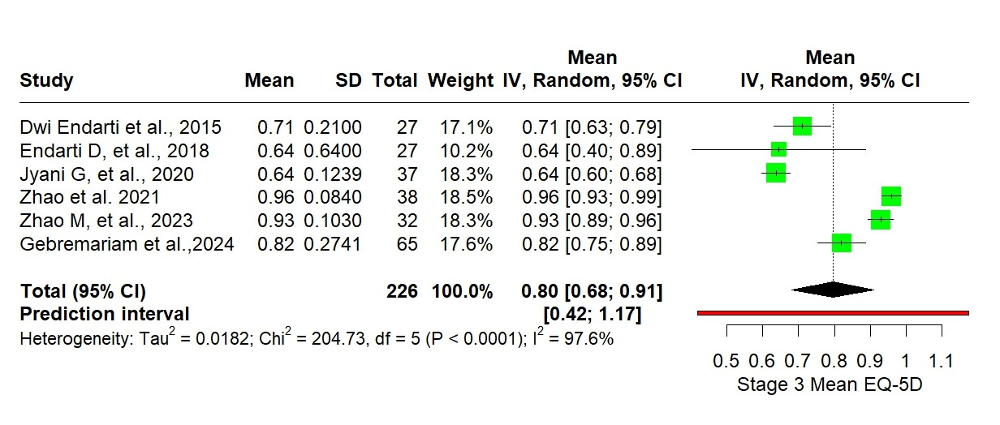 Mean Mean
Study Mean SD Total Weight IV, Random, 95% CI IV, Random, 95% CI
Dwi Endarti et al., 2015 0.71 0.2100 27 17.1% 0.71 [0.63; 0.79]
Endarti D, et al., 2018 0.64 0.6400 27 10.2% 0.64 [0.40; 0.89]
Jyani G, et al., 2020 0.64 0.1239 37 18.3% 0.64 [0.60; 0.68]
Zhao et al. 2021 0.96 0.0840 38 18.5% 0.96 [0.93; 0.99]
Zhao M, et al., 2023 0.93 0.1030 32 18.3% 0.93 [0.89; 0.96]
Gebremariam et al.,2024 0.82 0.2741 65 17.6% 0.82 [0.75; 0.89]
Total (95% CI) 226 100.0% 0.80 [0.68; 0.91]
Prediction interval [0.42; 1.17]
Heterogeneity: Tau² = 0.0182; Chi² = 204.73, df = 5 (P < 0.0001); I² = 97.6%
0.5 0.6 0.7 0.8 0.9 1 1.1
Stage 3 Mean EQ-5D